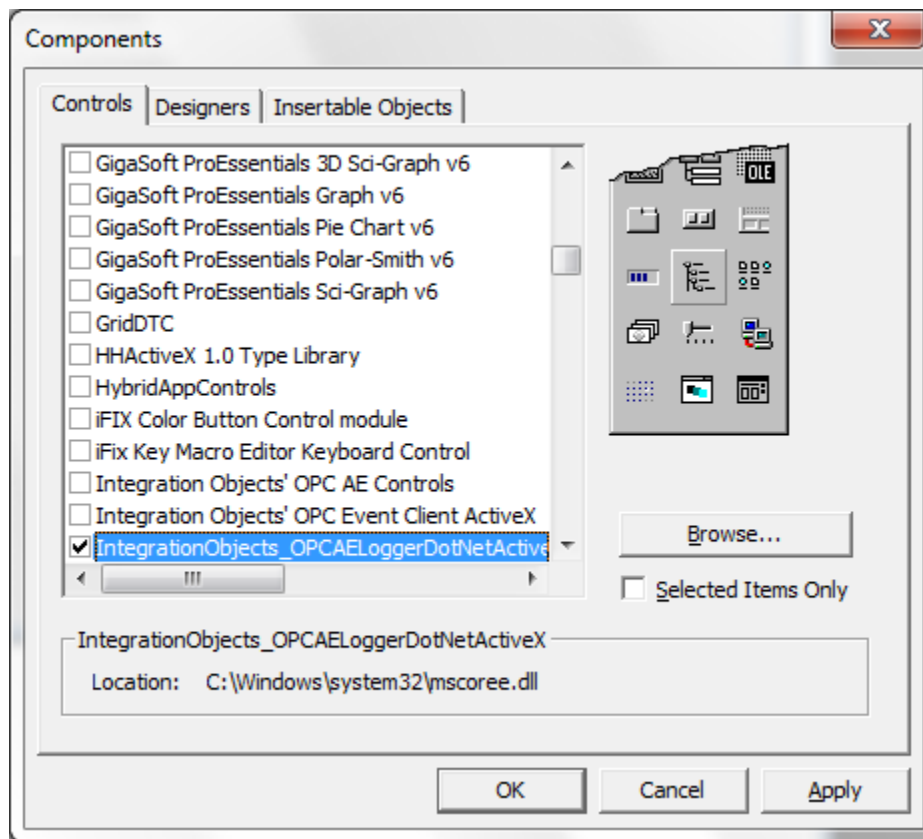 Components
Controls
Designers
Insertable Objects
GigaSoft ProEssentials 3D Sci-Graph v6
GigaSoft ProEssentials Graph v6
GigaSoft ProEssentials Pie Chart v6
GigaSoft ProEssentials Polar-Smith v6
GigaSoft ProEssentials Sci-Graph v6
GridDTC
HHActiveX 1.0 Type Library
HybridAppControls
iFIX Color Button Control module
iFix Key Macro Editor Keyboard Control
Integration Objects' OPC AE Controls
Integration Objects' OPC Event Client ActiveX
IntegrationObjects_OPCAELoggerDotNetActive
OLE
Browse...
Selected Items Only
IntegrationObjects_OPCAELoggerDotNetActiveX
Location: C:\Windows\system32\mscoree.dll
OK
Cancel
Apply